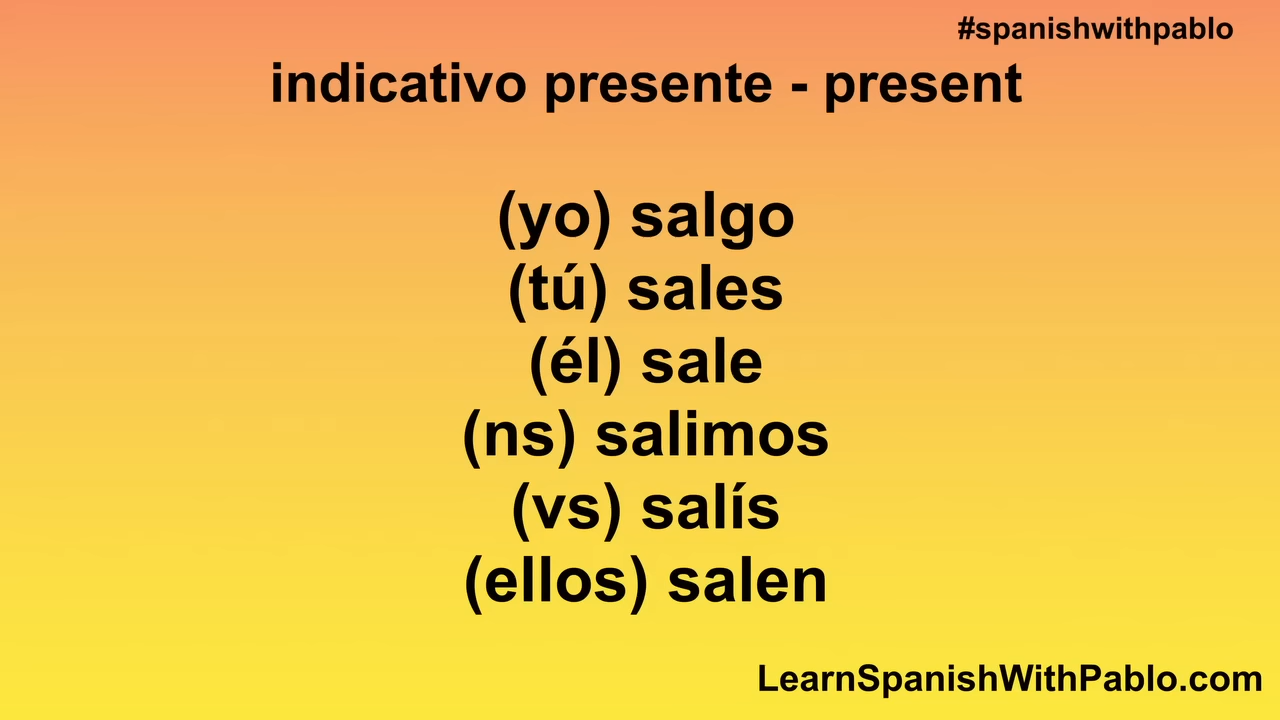 #spanishwithpablo
indicativo presente - present
(yo) salgo
(tú) sales
(él) sale
(ns) salimos
(vs) salís
(ellos) salen
LearnSpanishWithPablo.com